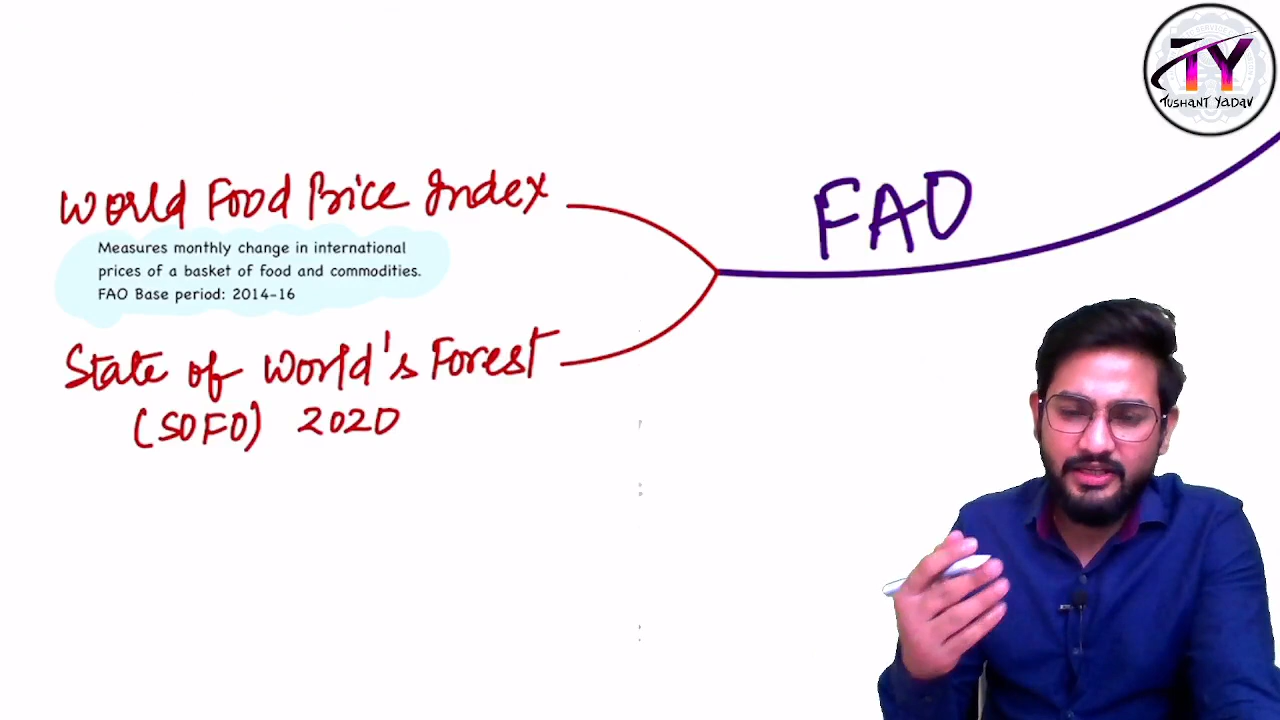 TY
TUSHANT YADAV
World Food Price Index
Measures monthly change in international
prices of a basket of food and commodities.
FAO Base period: 2014-16
FAO
State of World's Forest
(SOFO) 2020